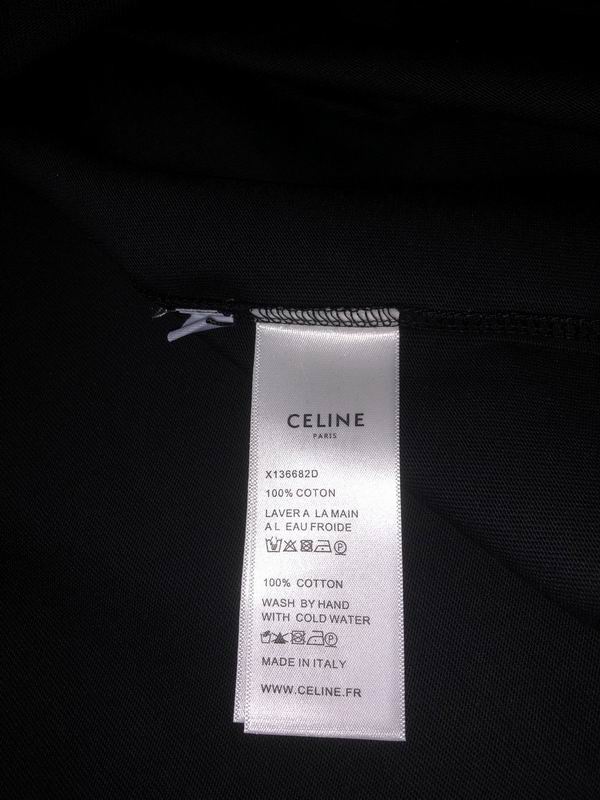 CELINE
PARIS
X136682D
100% COTON
LAVER A LA MAIN
A L EAU FROIDE
100% COTTON
WASH BY HAND
WITH COLD WATER
MADE IN ITALY
WWW.CELINE.FR